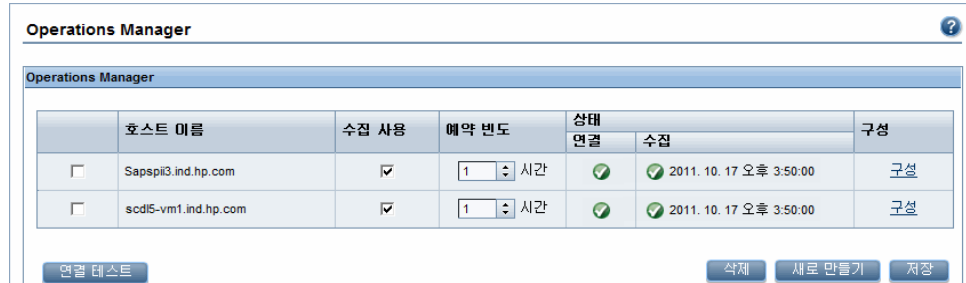 Operations Manager
?
Operations Manager
호스트 이름 수집 사용 예약 빈도 상태 구성
연결 수집
Sapspii3.ind.hp.com 1 시간 2011. 10. 17 오후 3:50:00 구성
scdl5-vm1.ind.hp.com 1 시간 2011. 10. 17 오후 3:50:00 구성
연결 테스트 삭제 새로 만들기 저장